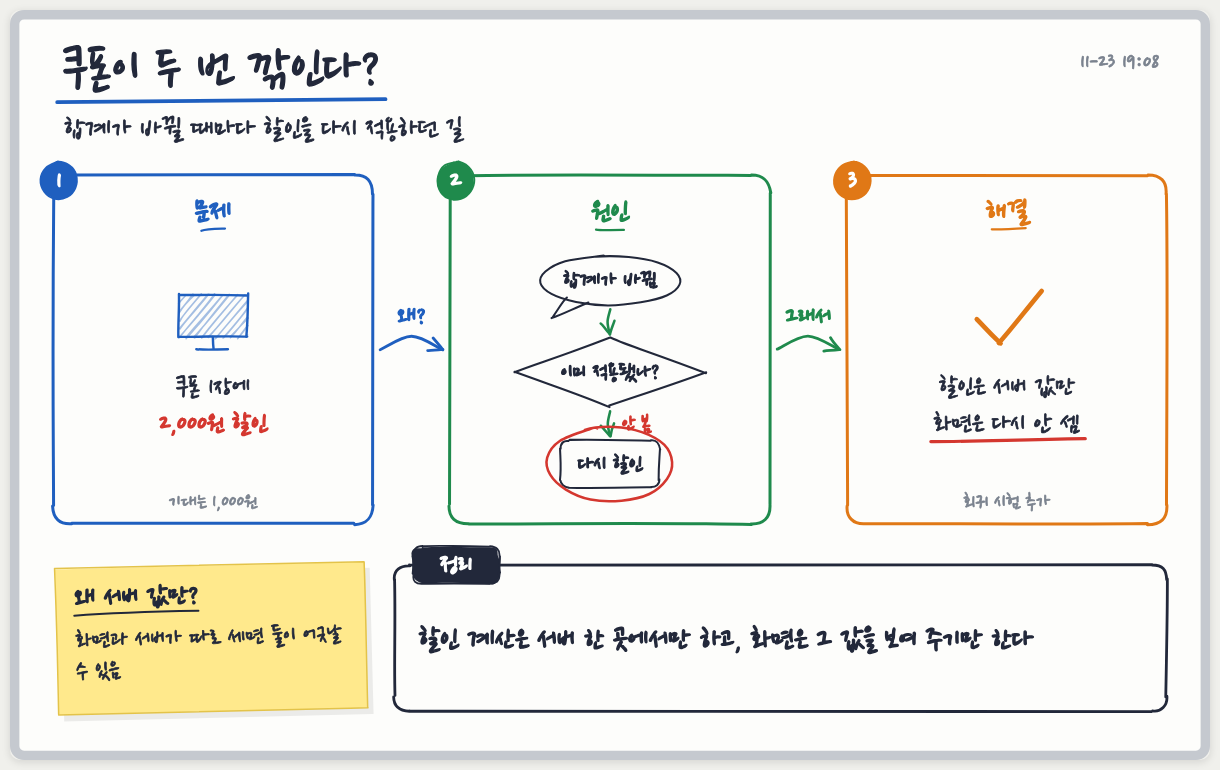 쿠폰이 두 번 깎인다?
11-23 19:08
합계가 바뀔 때마다 할인을 다시 적용하던 길
1
문제
쿠폰 1장에
2,000원 할인
기대는 1,000원
왜?
2
원인
합계가 바뀜
이미 적용됐나?
안 봄
다시 할인
그래서
3
해결
할인은 서버 값만
화면은 다시 안 셈
회귀 시험 추가
왜 서버 값만?
화면과 서버가 따로 세면 둘이 어긋날
수 있음
정리
할인 계산은 서버 한 곳에서만 하고, 화면은 그 값을 보여 주기만 한다